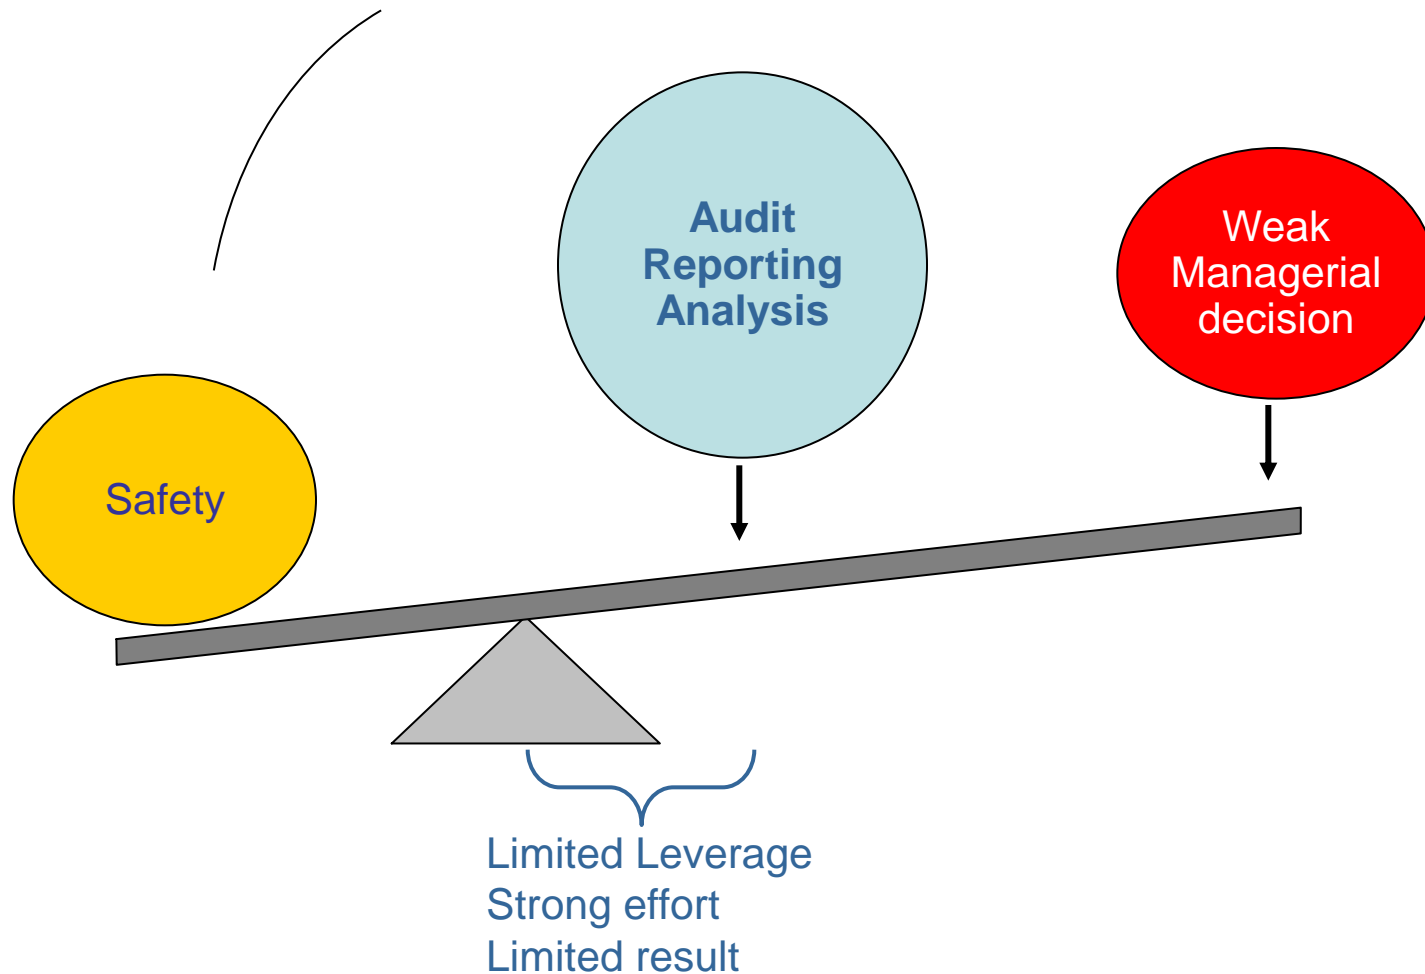 Audit
Reporting
Analysis
Weak
Managerial
decision
Safety
Limited Leverage
Strong effort
Limited result